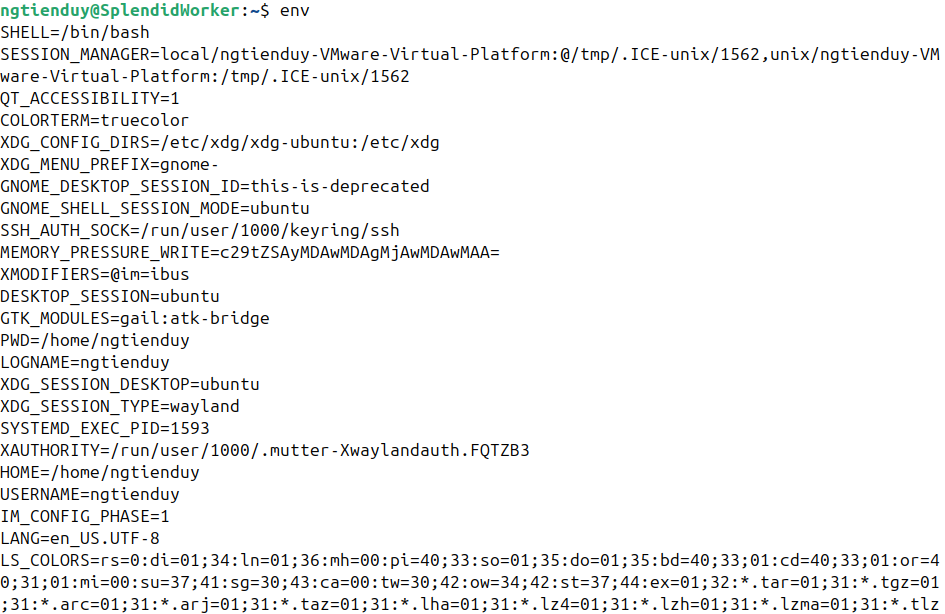 ngtienduy@SplendidWorker:~$ env
SHELL=/bin/bash
SESSION_MANAGER=local/ngtienduy-VMware-Virtual-Platform:@/tmp/.ICE-unix/1562,unix/ngtienduy-VM
ware-Virtual-Platform:/tmp/.ICE-unix/1562
QT_ACCESSIBILITY=1
COLORTERM=truecolor
XDG_CONFIG_DIRS=/etc/xdg/xdg-ubuntu:/etc/xdg
XDG_MENU_PREFIX=gnome-
GNOME_DESKTOP_SESSION_ID=this-is-deprecated
GNOME_SHELL_SESSION_MODE=ubuntu
SSH_AUTH_SOCK=/run/user/1000/keyring/ssh
MEMORY_PRESSURE_WRITE=c29tZSAyMDAwMDAgMjAwMDAwMAA=
XMODIFIERS=@im=ibus
DESKTOP_SESSION=ubuntu
GTK_MODULES=gail:atk-bridge
PWD=/home/ngtienduy
LOGNAME=ngtienduy
XDG_SESSION_DESKTOP=ubuntu
XDG_SESSION_TYPE=wayland
SYSTEMD_EXEC_PID=1593
XAUTHORITY=/run/user/1000/.mutter-Xwaylandauth.FQTZB3
HOME=/home/ngtienduy
USERNAME=ngtienduy
IM_CONFIG_PHASE=1
LANG=en_US.UTF-8
LS_COLORS=rs=0:di=01;34:ln=01;36:mh=00:pi=40;33:so=01;35:do=01;35:bd=40;33;01:cd=40;33;01:or=4
0;31;01:mi=00:su=37;41:sg=30;43:ca=00:tw=30;42:ow=34;42:st=37;44:ex=01;32:*.tar=01;31:*.tgz=01
;31:*.arc=01;31:*.arj=01;31:*.taz=01;31:*.lha=01;31:*.lz4=01;31:*.lzh=01;31:*.lzma=01;31:*.tlz